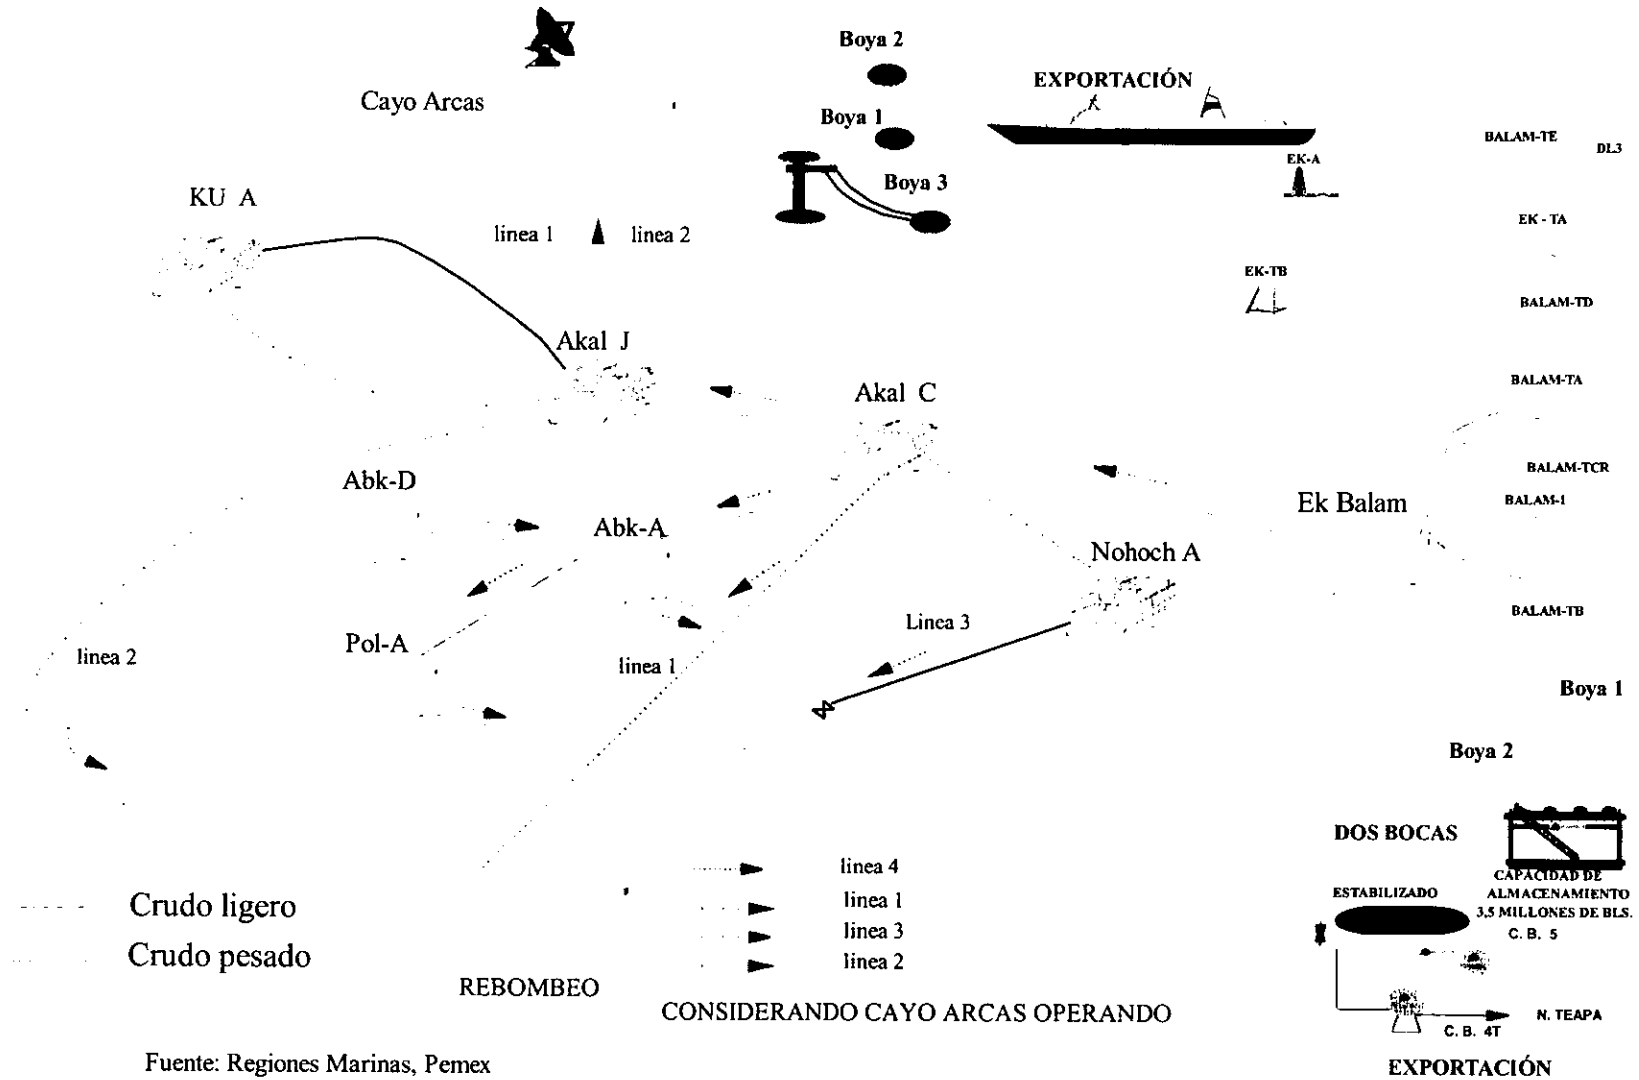 Boya 2
EXPORTACIÓN
Cayo Arcas
Boya 1
BALAM-TE
DL3
EK-A
KU A
Boya 3
EK - TA
linea 1
linea 2
EK-TB
BALAM-TD
Akal J
BALAM-TA
Akal C
BALAM-TCR
Abk-D
BALAM-1
Ek Balam
Abk-A
Nohoch A
BALAM-TB
Linea 3
Pol-A
linea 2
linea 1
Boya 1
Boya 2
DOS BOCAS
CAPACIDAD DE
ALMACENAMIENTO
3.5 MILLONES DE BLS.
ESTABILIZADO
C. B. 5
linea 4
linea 1
linea 3
linea 2
Crudo ligero
Crudo pesado
REBOMBEO
CONSIDERANDO CAYO ARCAS OPERANDO
N. TEAPA
C. B. 4T
EXPORTACIÓN
Fuente: Regiones Marinas, Pemex